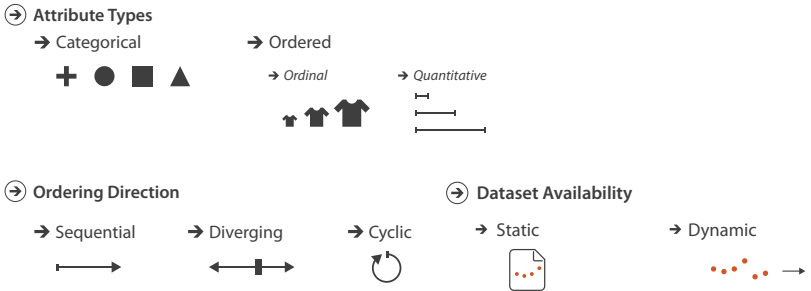 Attribute Types
Categorical
Ordered
Ordinal
Quantitative
Ordering Direction
Sequential
Diverging
Cyclic
Dataset Availability
Static
Dynamic